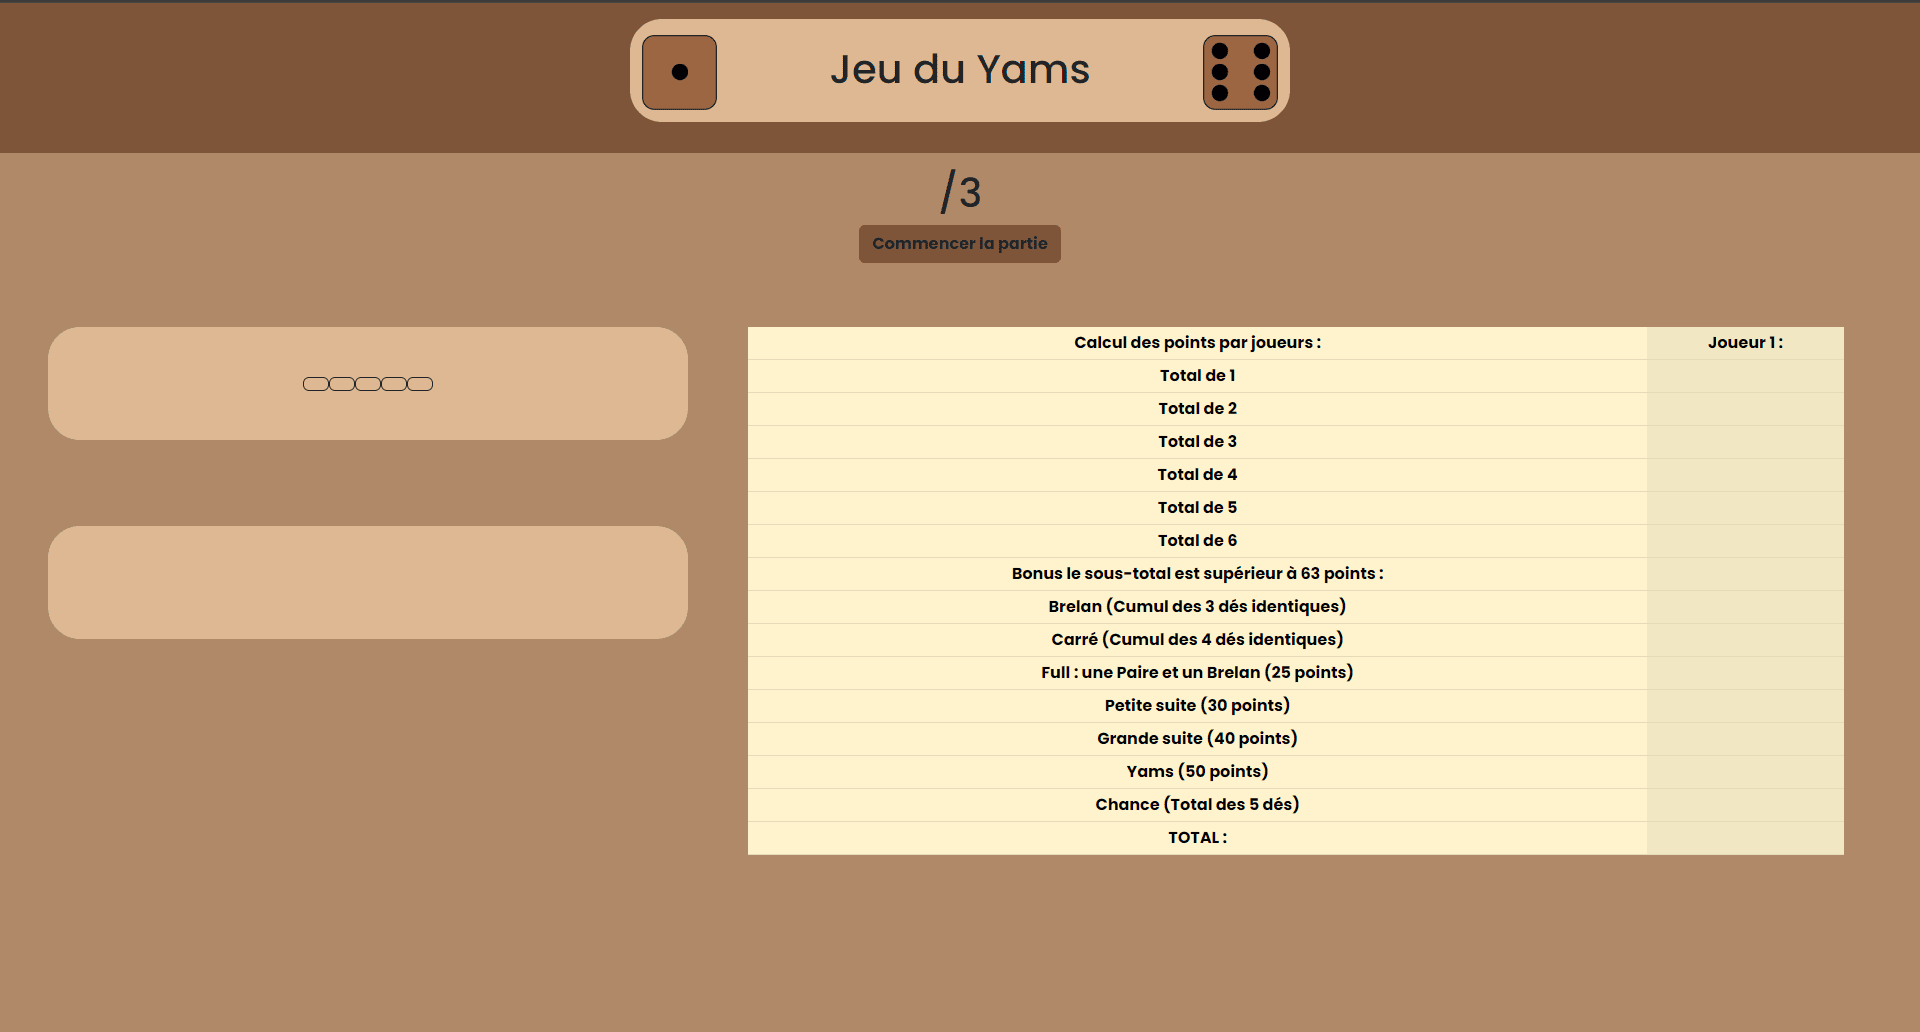 Jeu du Yams
/3
Commencer la partie
Calcul des points par joueurs : Joueur 1 :
Total de 1
Total de 2
Total de 3
Total de 4
Total de 5
Total de 6
Bonus le sous-total est supérieur à 63 points :
Brelan (Cumul des 3 dés identiques)
Carré (Cumul des 4 dés identiques)
Full : une Paire et un Brelan (25 points)
Petite suite (30 points)
Grande suite (40 points)
Yams (50 points)
Chance (Total des 5 dés)
TOTAL :